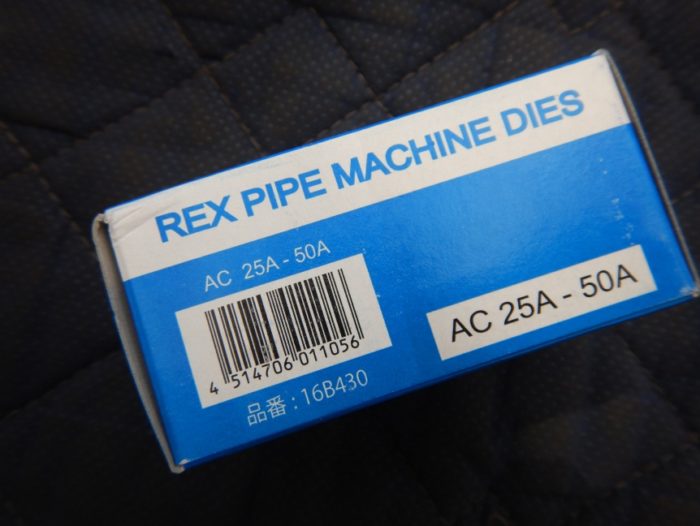 REX PIPE MACHINE DIES
AC 25A - 50A
4 514706 011056
品番 : 16B430
AC 25A - 50A